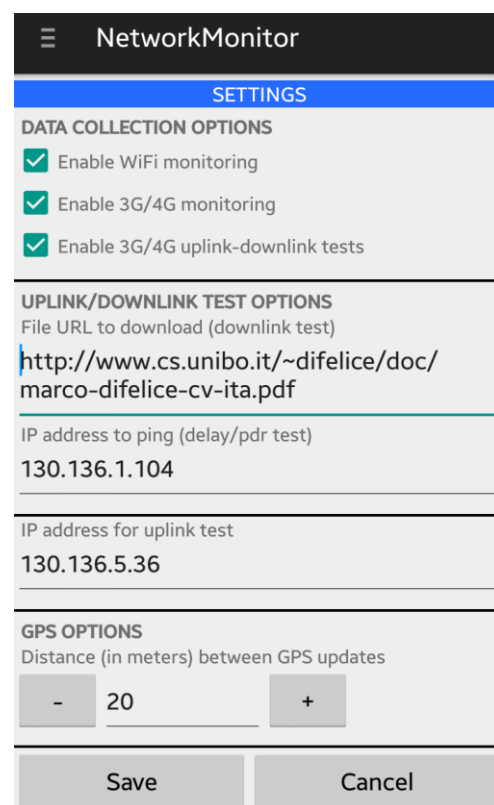 NetworkMonitor
SETTINGS
DATA COLLECTION OPTIONS
Enable WiFi monitoring
Enable 3G/4G monitoring
Enable 3G/4G uplink-downlink tests
UPLINK/DOWNLINK TEST OPTIONS
File URL to download (downlink test)
http://www.cs.unibo.it/~difelice/doc/
marco-difelice-cv-ita.pdf
IP address to ping (delay/pdr test)
130.136.1.104
IP address for uplink test
130.136.5.36
GPS OPTIONS
Distance (in meters) between GPS updates
- 20 +
Save Cancel